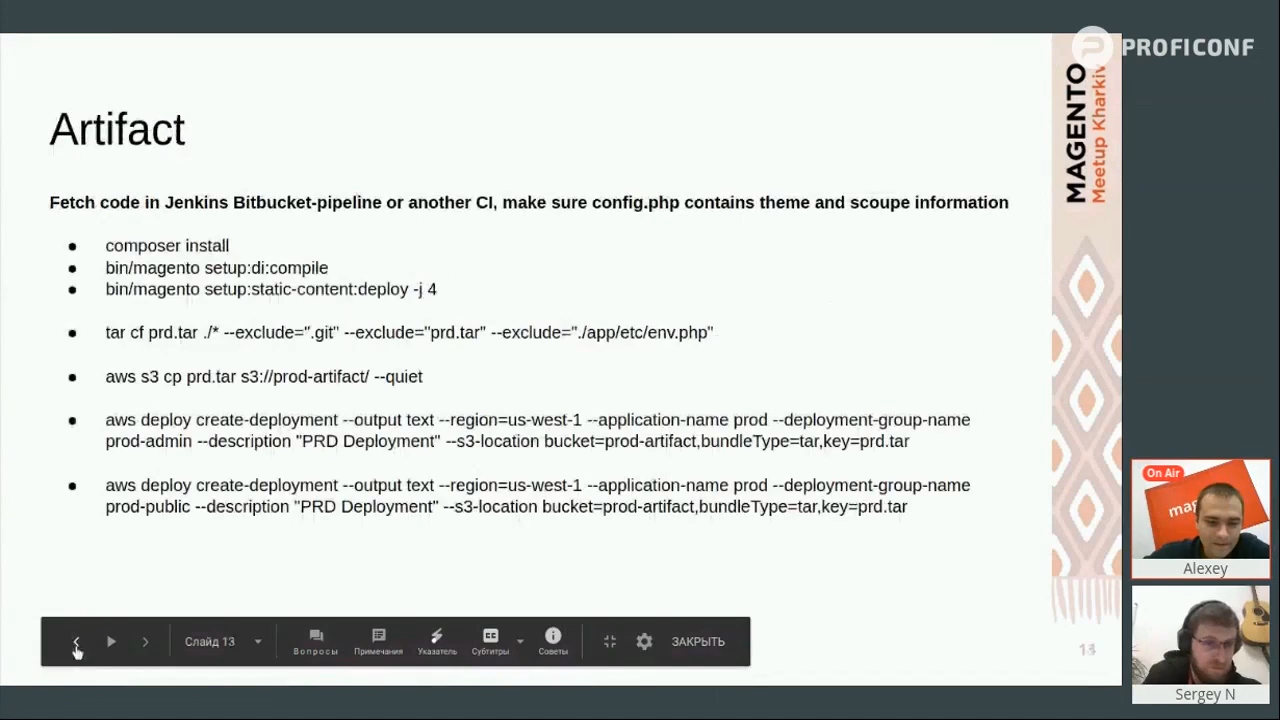 PROFICONF
MAGENTO
Meetup Kharkiv
Artifact
Fetch code in Jenkins Bitbucket-pipeline or another CI, make sure config.php contains theme and scoupe information
● composer install
● bin/magento setup:di:compile
● bin/magento setup:static-content:deploy -j 4
● tar cf prd.tar ./* --exclude=".git" --exclude="prd.tar" --exclude="./app/etc/env.php"
● aws s3 cp prd.tar s3://prod-artifact/ --quiet
● aws deploy create-deployment --output text --region=us-west-1 --application-name prod --deployment-group-name
prod-admin --description "PRD Deployment" --s3-location bucket=prod-artifact,bundleType=tar,key=prd.tar
● aws deploy create-deployment --output text --region=us-west-1 --application-name prod --deployment-group-name
prod-public --description "PRD Deployment" --s3-location bucket=prod-artifact,bundleType=tar,key=prd.tar
On Air
Alexey
Sergey N
Слайд 13
Вопросы
Примечания
Указатель
CC
Субтитры
Советы
ЗАКРЫТЬ